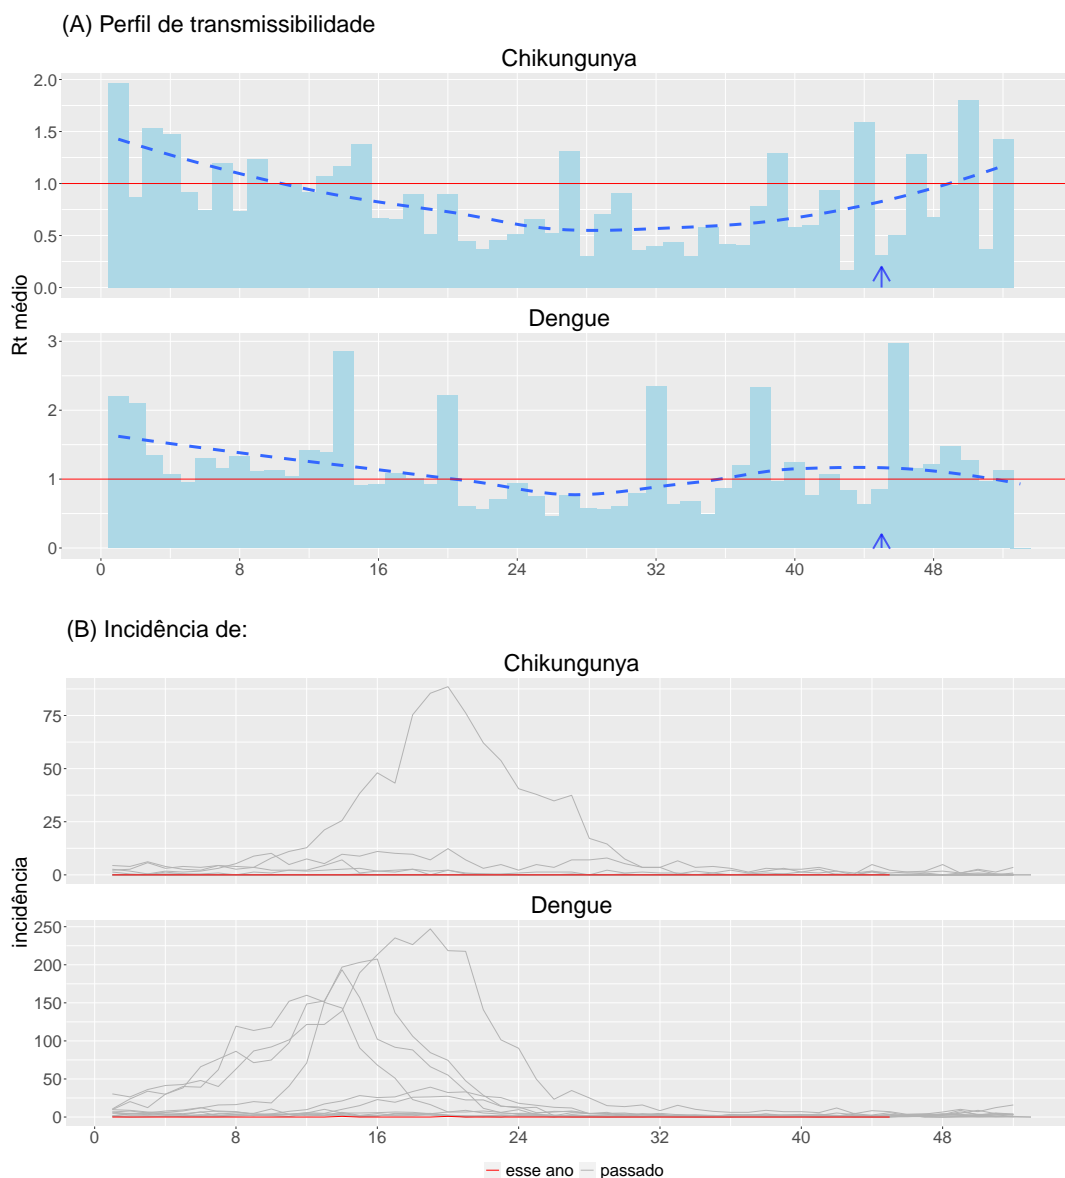 (A) Perfil de transmissibilidade
Chikungunya
2.0
1.5
1.0
0.5
0.0
Rt médio
Dengue
3
2
1
0
0 8 16 24 32 40 48
(B) Incidência de:
Chikungunya
75
50
25
0
incidência
Dengue
250
200
150
100
50
0
0 8 16 24 32 40 48
esse ano passado